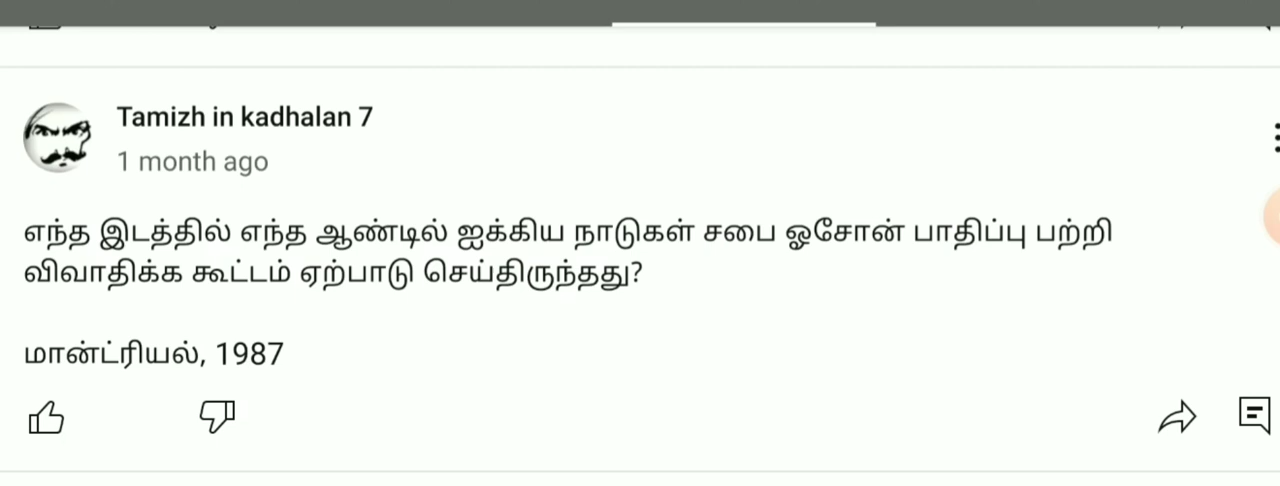 Tamizh in kadhalan 7
1 month ago
எந்த இடத்தில் எந்த ஆண்டில் ஐக்கிய நாடுகள் சபை ஓசோன் பாதிப்பு பற்றி
விவாதிக்க கூட்டம் ஏற்பாடு செய்திருந்தது?
மான்ட்ரியல், 1987